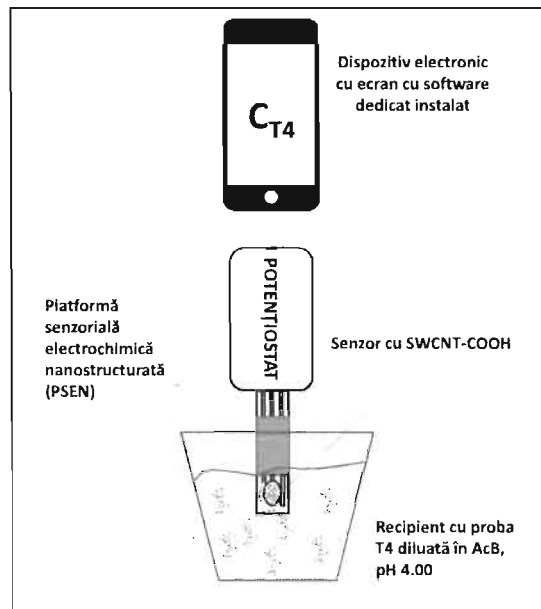 Dispozitiv electronic
cu ecran cu software
dedicat instalat
CT4
POTENȚIOSTAT
Platformă
senzorială
electrochimică
nanostructurată
(PSEN)
Senzor cu SWCNT-COOH
Recipient cu proba
T4 diluată în AcB,
pH 4.00